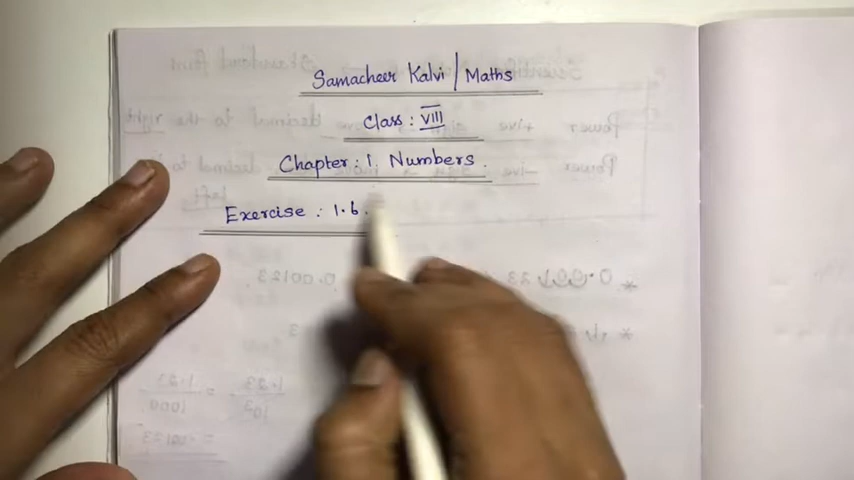 Samacheer Kalvi | Maths
Class : VIII
Chapter : 1. Numbers.
Exercise : 1.6.